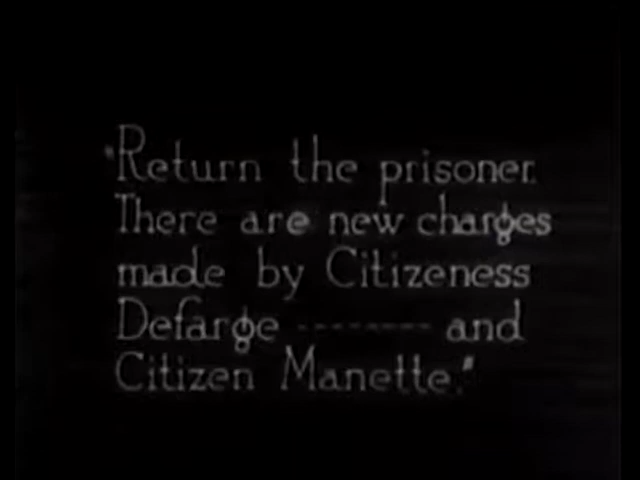 "Return the prisoner.
There are new charges
made by Citizeness
Defarge -------- and
Citizen Manette."